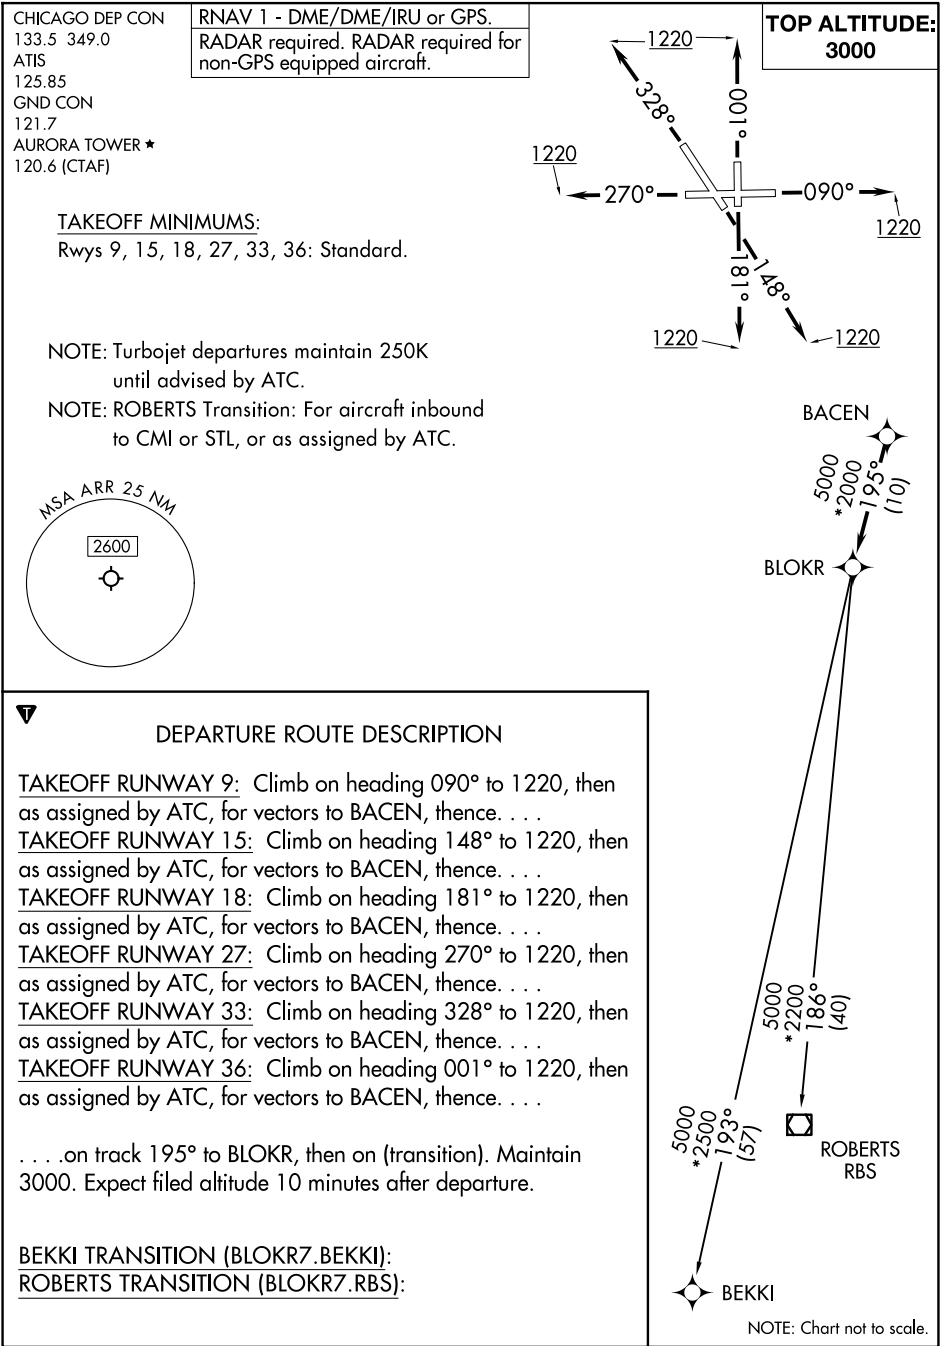 CHICAGO DEP CON
133.5 349.0
ATIS
125.85
GND CON
121.7
AURORA TOWER ★
120.6 (CTAF)
RNAV 1 - DME/DME/IRU or GPS.
RADAR required. RADAR required for
non-GPS equipped aircraft.
TOP ALTITUDE:
3000
1220
328°
001°
1220
270°
090°
1220
181°
148°
1220
1220
TAKEOFF MINIMUMS:
Rwys 9, 15, 18, 27, 33, 36: Standard.
NOTE: Turbojet departures maintain 250K
until advised by ATC.
NOTE: ROBERTS Transition: For aircraft inbound
to CMI or STL, or as assigned by ATC.
MSA ARR 25 NM
2600
BACEN
5000
*2000
195°
(10)
BLOKR
5000
*2200
186°
(40)
5000
*2500
193°
(57)
ROBERTS
RBS
BEKKI
NOTE: Chart not to scale.
T
DEPARTURE ROUTE DESCRIPTION
TAKEOFF RUNWAY 9: Climb on heading 090° to 1220, then
as assigned by ATC, for vectors to BACEN, thence. . . .
TAKEOFF RUNWAY 15: Climb on heading 148° to 1220, then
as assigned by ATC, for vectors to BACEN, thence. . . .
TAKEOFF RUNWAY 18: Climb on heading 181° to 1220, then
as assigned by ATC, for vectors to BACEN, thence. . . .
TAKEOFF RUNWAY 27: Climb on heading 270° to 1220, then
as assigned by ATC, for vectors to BACEN, thence. . . .
TAKEOFF RUNWAY 33: Climb on heading 328° to 1220, then
as assigned by ATC, for vectors to BACEN, thence. . . .
TAKEOFF RUNWAY 36: Climb on heading 001° to 1220, then
as assigned by ATC, for vectors to BACEN, thence. . . .
. . . .on track 195° to BLOKR, then on (transition). Maintain
3000. Expect filed altitude 10 minutes after departure.
BEKKI TRANSITION (BLOKR7.BEKKI):
ROBERTS TRANSITION (BLOKR7.RBS):